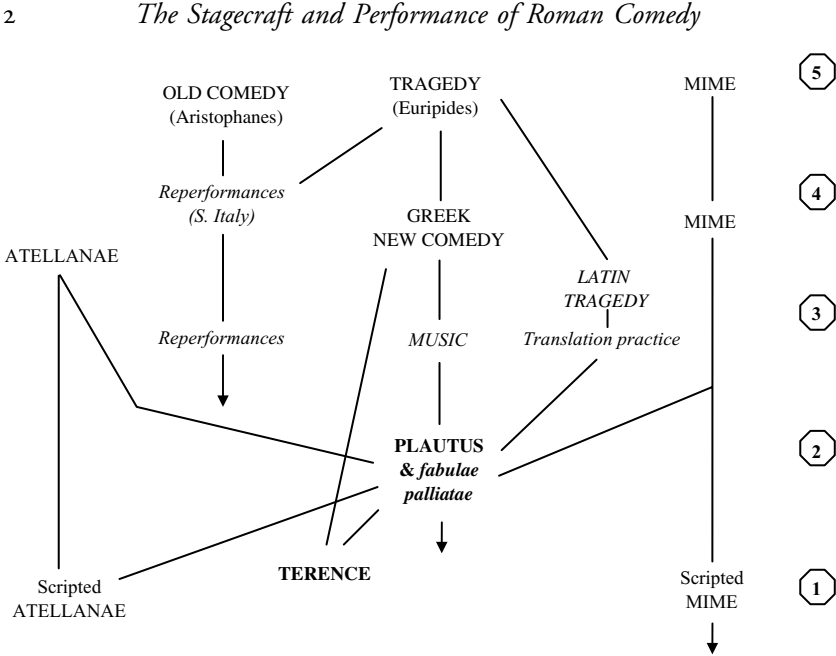 2 The Stagecraft and Performance of Roman Comedy
OLD COMEDY
(Aristophanes)
TRAGEDY
(Euripides)
MIME
5
Reperformances
(S. Italy)
4
GREEK
NEW COMEDY
MIME
ATELLANAE
LATIN
TRAGEDY
3
Reperformances
MUSIC
Translation practice
PLAUTUS
& fabulae
palliatae
2
TERENCE
Scripted
ATELLANAE
Scripted
MIME
1